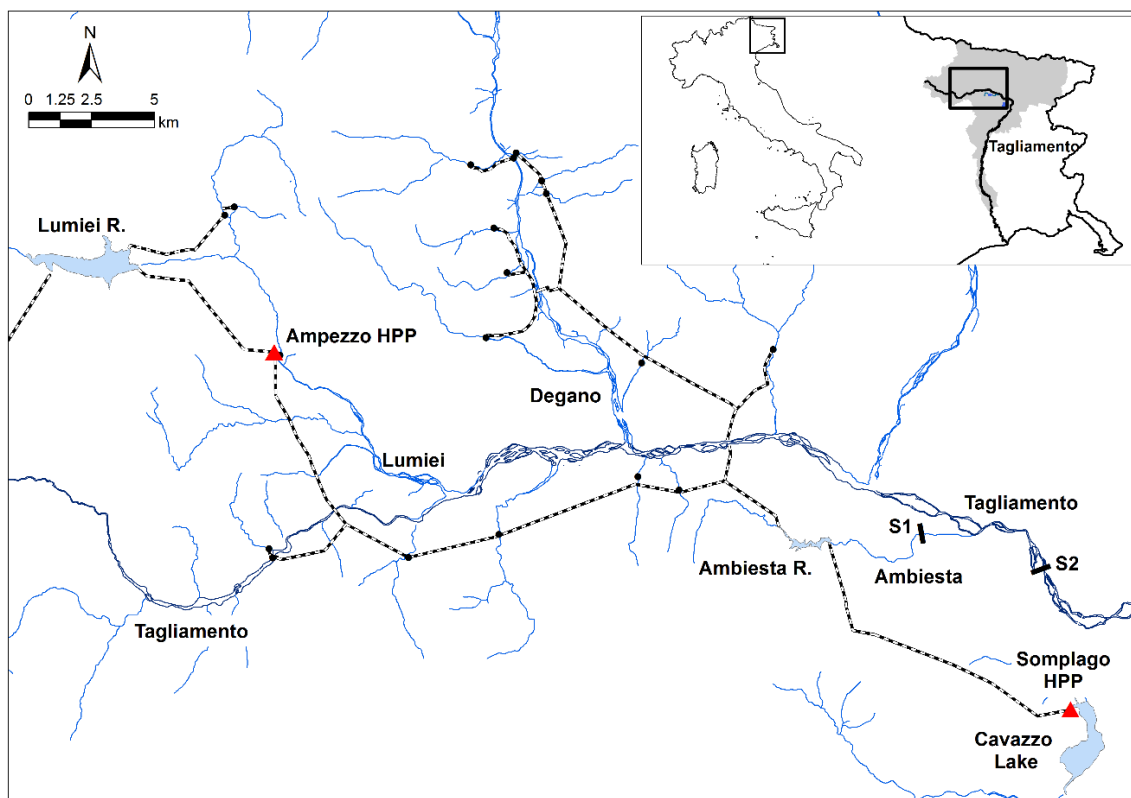 N
0 1.25 2.5 5
km
Tagliamento
Lumiei R.
Ampezzo HPP
Degano
Lumiei
Tagliamento
S1
S2
Ambiesta R.
Ambiesta
Tagliamento
Somplago
HPP
Cavazzo
Lake